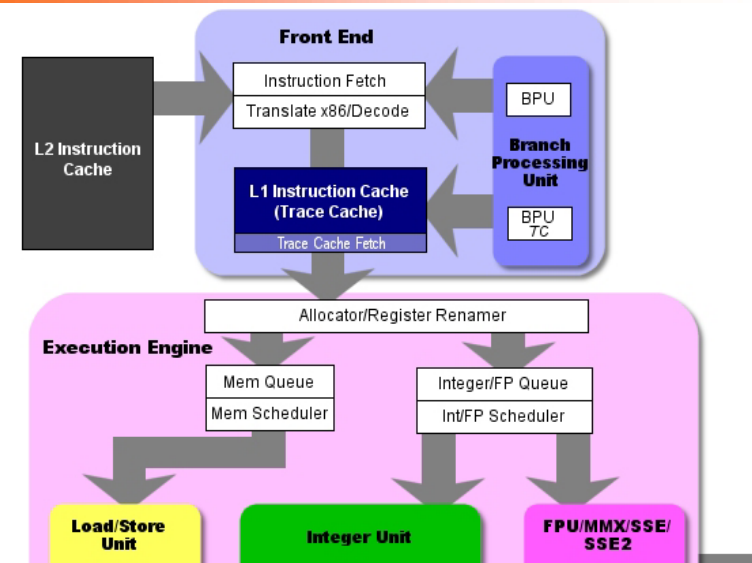 Front End
Instruction Fetch
Translate x86/Decode
BPU
L2 Instruction
Cache
Branch
Processing
Unit
L1 Instruction Cache
(Trace Cache)
Trace Cache Fetch
BPU
TC
Allocator/Register Renamer
Execution Engine
Mem Queue
Mem Scheduler
Integer/FP Queue
Int/FP Scheduler
Load/Store
Unit
Integer Unit
FPU/MMX/SSE/
SSE2